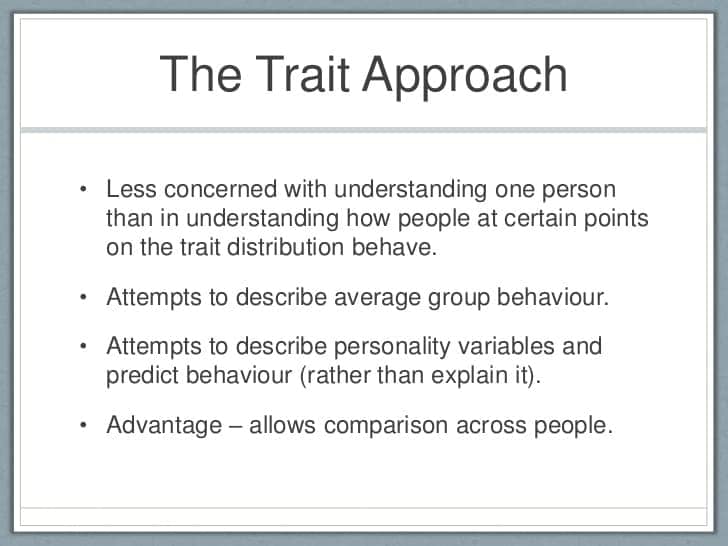 The Trait Approach
• Less concerned with understanding one person
than in understanding how people at certain points
on the trait distribution behave.
• Attempts to describe average group behaviour.
• Attempts to describe personality variables and
predict behaviour (rather than explain it).
• Advantage – allows comparison across people.